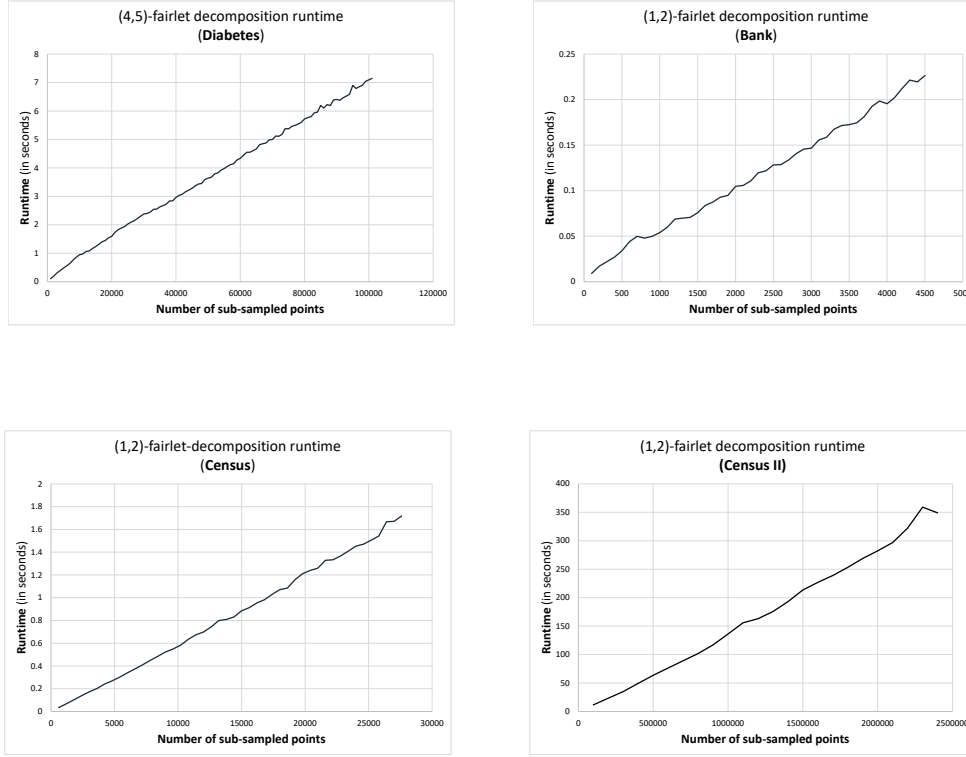 (4,5)-fairlet decomposition runtime
(Diabetes)
8
7
6
5
4
3
2
1
0
Runtime (in seconds)
0 20000 40000 60000 80000 100000 120000
Number of sub-sampled points
(1,2)-fairlet decomposition runtime
(Bank)
0.25
0.2
0.15
0.1
0.05
0
Runtime (in seconds)
0 500 1000 1500 2000 2500 3000 3500 4000 4500 500
Number of sub-sampled points
(1,2)-fairlet-decomposition runtime
(Census)
2
1.8
1.6
1.4
1.2
1
0.8
0.6
0.4
0.2
0
Runtime (in seconds)
0 5000 10000 15000 20000 25000 30000
Number of sub-sampled points
(1,2)-fairlet decomposition runtime
(Census II)
400
350
300
250
200
150
100
50
0
Runtime (in seconds)
0 500000 1000000 1500000 2000000 2500000
Number of sub-sampled points